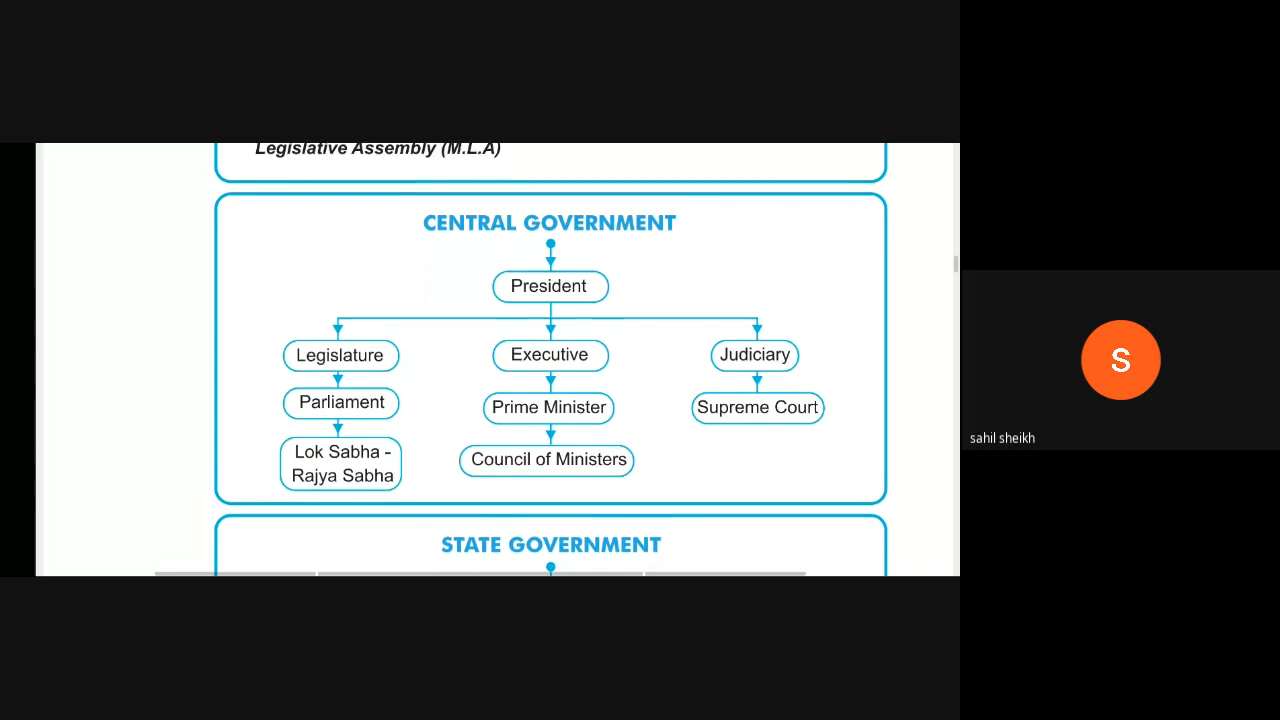 Legislative Assembly (M.L.A)
CENTRAL GOVERNMENT
President
Legislature
Executive
Judiciary
Parliament
Prime Minister
Supreme Court
Lok Sabha -
Rajya Sabha
Council of Ministers
STATE GOVERNMENT
S
sahil sheikh